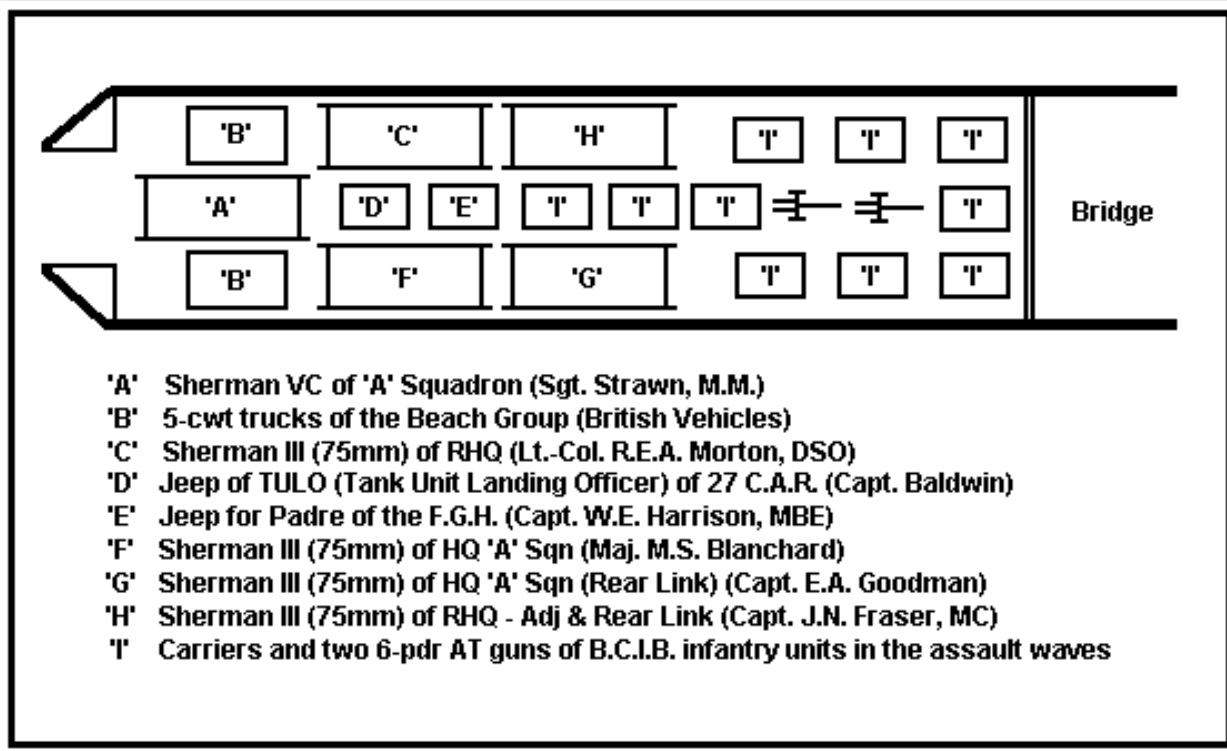 'B' 'C' 'H' 'I' 'I' 'I'
'A' 'D' 'E' 'I' 'I' 'I' 'I' Bridge
'B' 'F' 'G' 'I' 'I' 'I'
'A' Sherman VC of 'A' Squadron (Sgt. Strawn, M.M.)
'B' 5-cwt trucks of the Beach Group (British Vehicles)
'C' Sherman III (75mm) of RHQ (Lt.-Col. R.E.A. Morton, DSO)
'D' Jeep of TULO (Tank Unit Landing Officer) of 27 C.A.R. (Capt. Baldwin)
'E' Jeep for Padre of the F.G.H. (Capt. W.E. Harrison, MBE)
'F' Sherman III (75mm) of HQ 'A' Sqn (Maj. M.S. Blanchard)
'G' Sherman III (75mm) of HQ 'A' Sqn (Rear Link) (Capt. E.A. Goodman)
'H' Sherman III (75mm) of RHQ - Adj & Rear Link (Capt. J.N. Fraser, MC)
'I' Carriers and two 6-pdr AT guns of B.C.I.B. infantry units in the assault waves